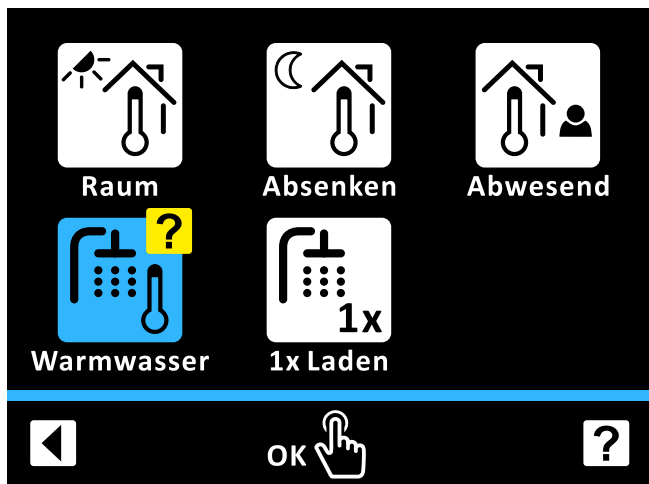 Raum Absenken Abwesend
?
1x
Warmwasser 1x Laden
OK ?